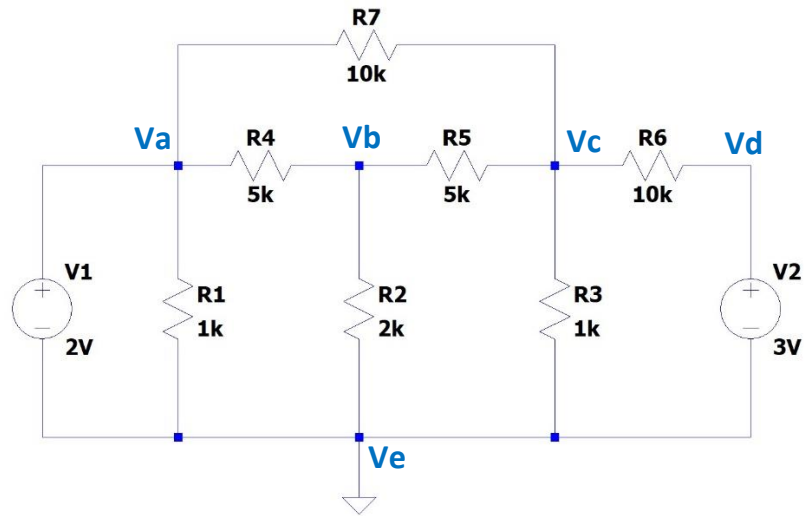 R7
10k
Va
R4
5k
Vb
R5
5k
Vc
R6
10k
Vd
V1
+
−
2V
R1
1k
R2
2k
R3
1k
V2
+
−
3V
Ve